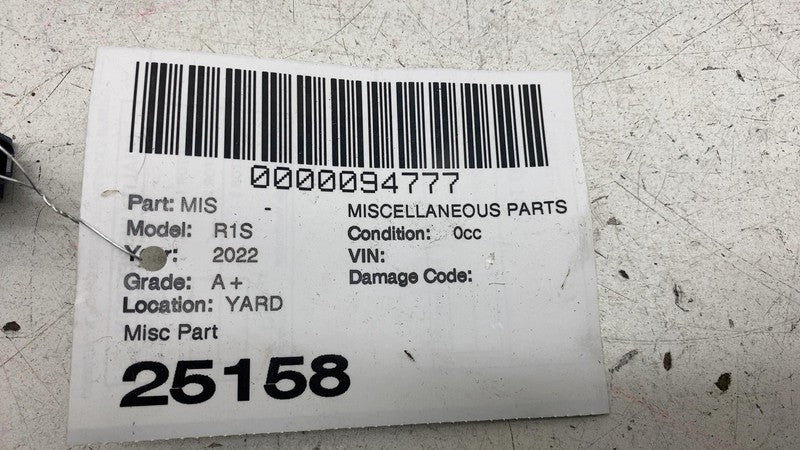 0000094777
Part: MIS - MISCELLANEOUS PARTS
Model: R1S Condition: 0cc
2022 VIN:
Grade: A+ Damage Code:
Location: YARD
Misc Part
25158